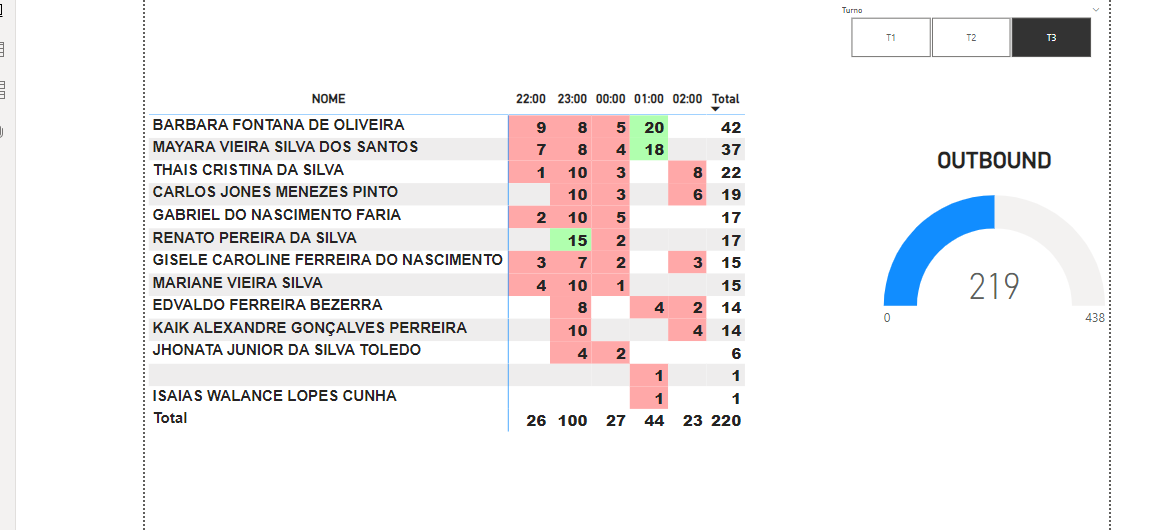 Turno
T1 T2 T3
NOME 22:00 23:00 00:00 01:00 02:00 Total
BARBARA FONTANA DE OLIVEIRA 9 8 5 20 42
MAYARA VIEIRA SILVA DOS SANTOS 7 8 4 18 37
THAIS CRISTINA DA SILVA 1 10 3 8 22
CARLOS JONES MENEZES PINTO 10 3 6 19
GABRIEL DO NASCIMENTO FARIA 2 10 5 17
RENATO PEREIRA DA SILVA 15 2 17
GISELE CAROLINE FERREIRA DO NASCIMENTO 3 7 2 3 15
MARIANE VIEIRA SILVA 4 10 1 15
EDVALDO FERREIRA BEZERRA 8 4 2 14
KAIK ALEXANDRE GONÇALVES PERREIRA 10 4 14
JHONATA JUNIOR DA SILVA TOLEDO 4 2 6
1 1
ISAIAS WALANCE LOPES CUNHA 1 1
Total 26 100 27 44 23 220
OUTBOUND
219
0 438